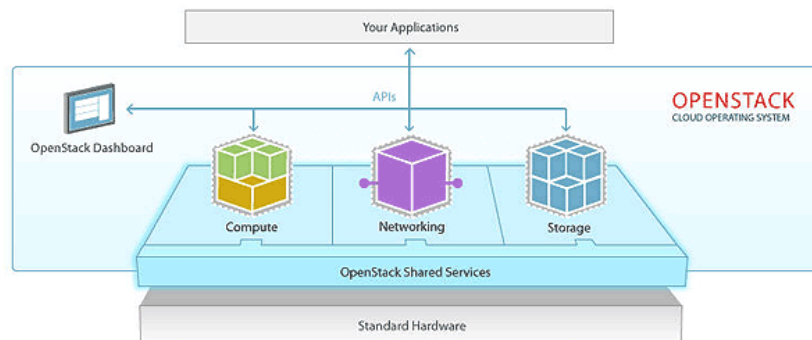 Your Applications
APIs
OPENSTACK
CLOUD OPERATING SYSTEM
OpenStack Dashboard
Compute
Networking
Storage
OpenStack Shared Services
Standard Hardware